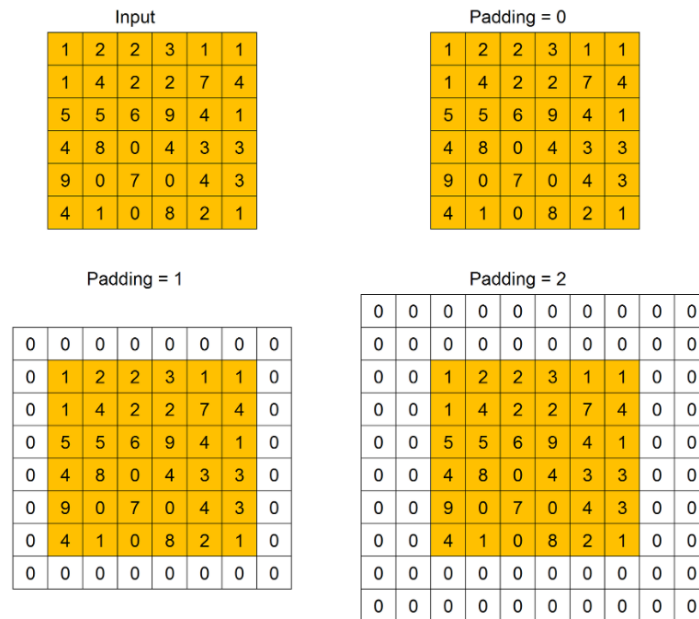 Input
1 2 2 3 1 1
1 4 2 2 7 4
5 5 6 9 4 1
4 8 0 4 3 3
9 0 7 0 4 3
4 1 0 8 2 1
Padding = 0
1 2 2 3 1 1
1 4 2 2 7 4
5 5 6 9 4 1
4 8 0 4 3 3
9 0 7 0 4 3
4 1 0 8 2 1
Padding = 1
0 0 0 0 0 0 0 0
0 1 2 2 3 1 1 0
0 1 4 2 2 7 4 0
0 5 5 6 9 4 1 0
0 4 8 0 4 3 3 0
0 9 0 7 0 4 3 0
0 4 1 0 8 2 1 0
0 0 0 0 0 0 0 0
Padding = 2
0 0 0 0 0 0 0 0 0 0
0 0 0 0 0 0 0 0 0 0
0 0 1 2 2 3 1 1 0 0
0 0 1 4 2 2 7 4 0 0
0 0 5 5 6 9 4 1 0 0
0 0 4 8 0 4 3 3 0 0
0 0 9 0 7 0 4 3 0 0
0 0 4 1 0 8 2 1 0 0
0 0 0 0 0 0 0 0 0 0
0 0 0 0 0 0 0 0 0 0